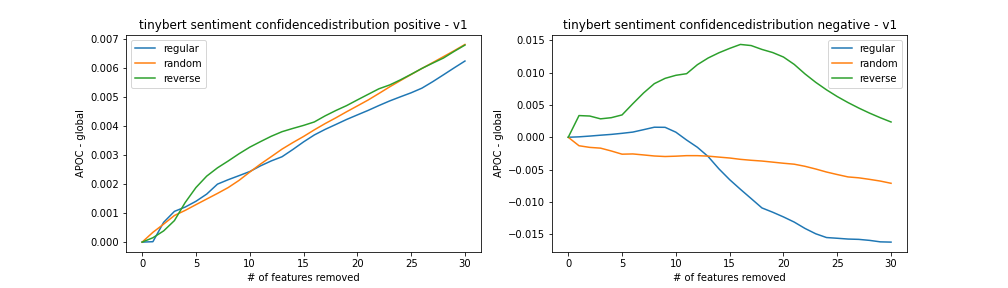 tinybert sentiment confidencedistribution positive - v1
0.007
0.006
0.005
0.004
0.003
0.002
0.001
0.000
APOC - global
regular
random
reverse
0 5 10 15 20 25 30
# of features removed
tinybert sentiment confidencedistribution negative - v1
0.015
0.010
0.005
0.000
−0.005
−0.010
−0.015
APOC - global
regular
random
reverse
0 5 10 15 20 25 30
# of features removed